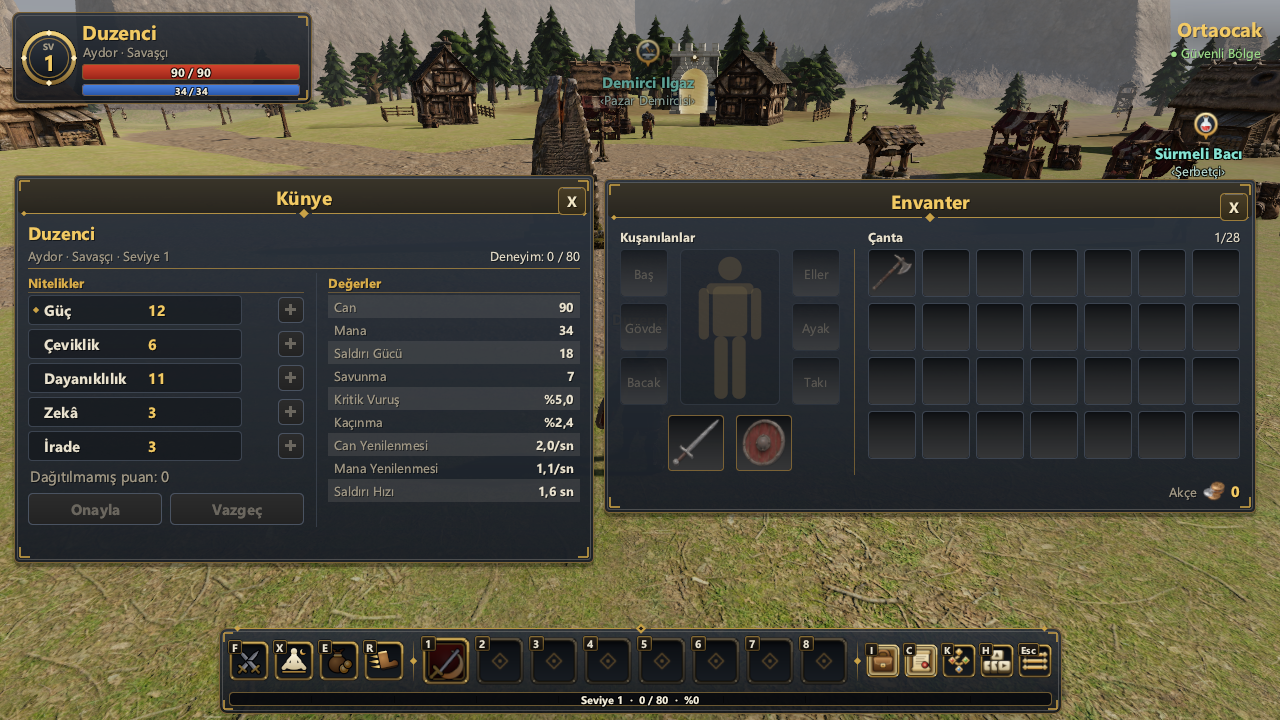 SV
1
Duzenci
Aydor · Savaşçı
90 / 90
34 / 34
Demirci Ilgaz
‹Pazar Demircisi›
Ortaocak
● Güvenli Bölge
Sürmeli Bacı
‹Şerbetçi›
Künye
X
Duzenci
Aydor · Savaşçı · Seviye 1
Deneyim: 0 / 80
Nitelikler
Güç 12 +
Çeviklik 6 +
Dayanıklılık 11 +
Zekâ 3 +
İrade 3 +
Dağıtılmamış puan: 0
Onayla Vazgeç
Değerler
Can 90
Mana 34
Saldırı Gücü 18
Savunma 7
Kritik Vuruş %5,0
Kaçınma %2,4
Can Yenilenmesi 2,0/sn
Mana Yenilenmesi 1,1/sn
Saldırı Hızı 1,6 sn
Envanter
X
Kuşanılanlar
Baş
Eller
Gövde
Ayak
Bacak
Takı
Çanta 1/28
Akçe 0
F X E R 1 2 3 4 5 6 7 8 I C K H Esc
Seviye 1 · 0 / 80 · %0